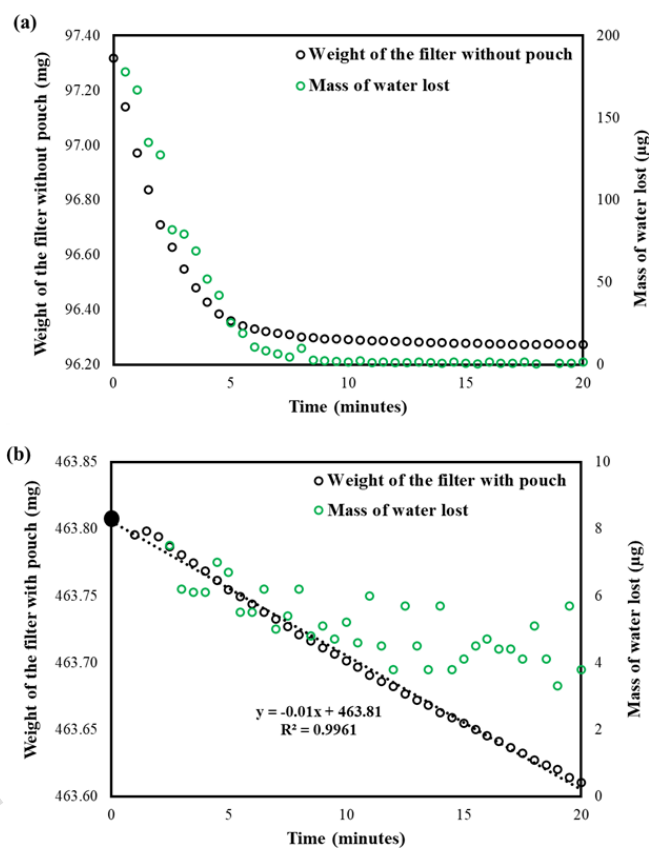 (a)
97.40
97.20
97.00
96.80
96.60
96.40
96.20
Weight of the filter without pouch (mg)
Weight of the filter without pouch
Mass of water lost
200
150
100
50
0
Mass of water lost (µg)
0 5 10 15 20
Time (minutes)
(b)
463.85
463.80
463.75
463.70
463.65
463.60
Weight of the filter with pouch (mg)
Weight of the filter with pouch
Mass of water lost
y = -0.01x + 463.81
R² = 0.9961
10
8
6
4
2
0
Mass of water lost (µg)
0 5 10 15 20
Time (minutes)